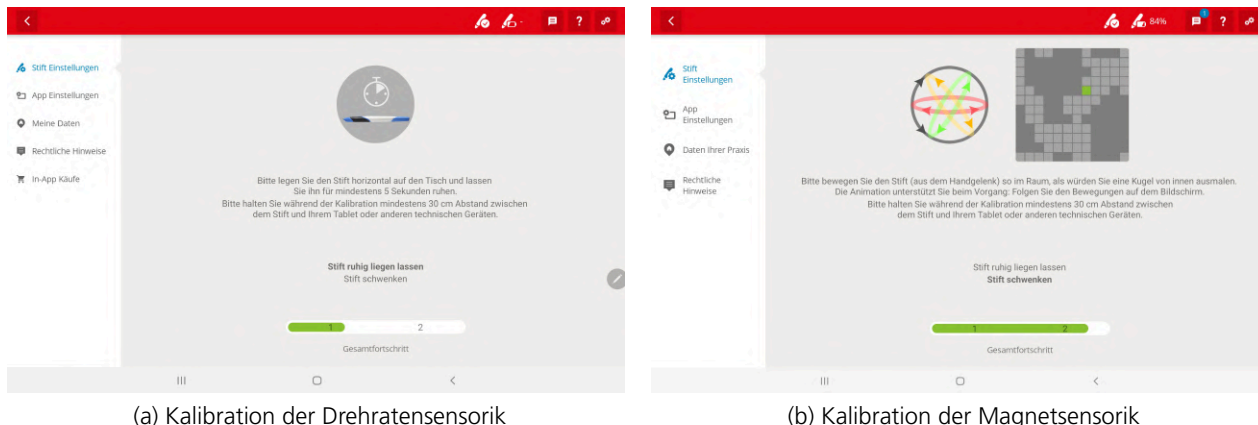 -
84%
1
?
?
Stift Einstellungen
App Einstellungen
Meine Daten
Rechtliche Hinweise
In-App Käufe
Bitte legen Sie den Stift horizontal auf den Tisch und lassen
Sie ihn für mindestens 5 Sekunden ruhen.
Bitte halten Sie während der Kalibration mindestens 30 cm Abstand zwischen
dem Stift und Ihrem Tablet oder anderen technischen Geräten.
Stift ruhig liegen lassen
Stift schwenken
1 2
Gesamtfortschritt
(a) Kalibration der Drehratensensorik
Stift
Einstellungen
App
Einstellungen
Daten Ihrer Praxis
Rechtliche
Hinweise
Bitte bewegen Sie den Stift (aus dem Handgelenk) so im Raum, als würden Sie eine Kugel von innen ausmalen.
Die Animation unterstützt Sie beim Vorgang: Folgen Sie den Bewegungen auf dem Bildschirm.
Bitte halten Sie während der Kalibration mindestens 30 cm Abstand zwischen
dem Stift und Ihrem Tablet oder anderen technischen Geräten.
Stift ruhig liegen lassen
Stift schwenken
1 2
Gesamtfortschritt
(b) Kalibration der Magnetsensorik